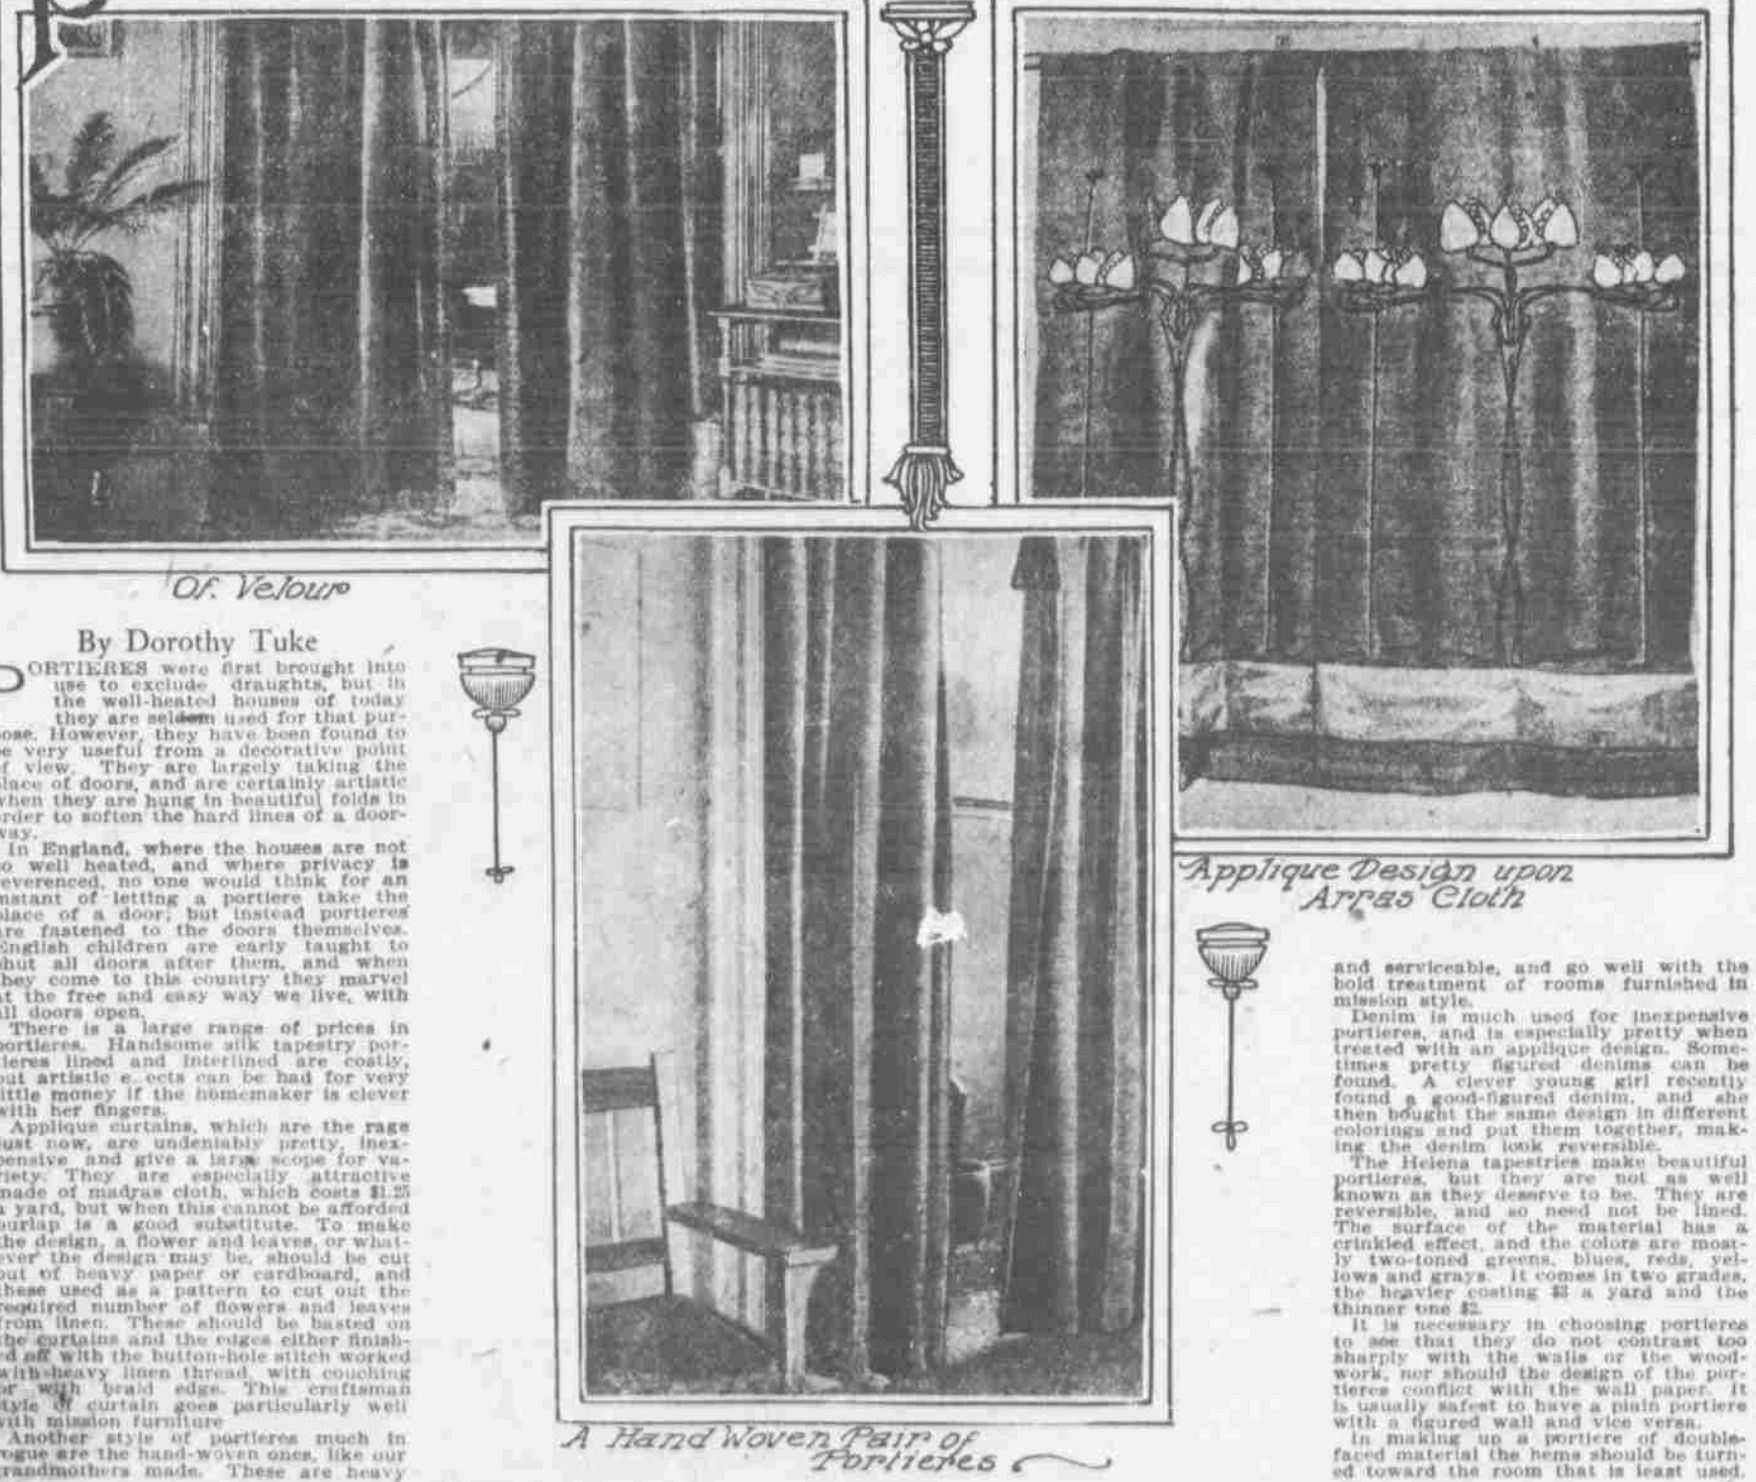 Of Velour
By Dorothy Tuke
PORTIERES were first brought into
use to exclude draughts, but in
the well-heated houses of today
they are seldom used for that pur-
ose. However, they have been found to
e very useful from a decorative point
f view. They are largely taking the
lace of doors, and are certainly artistic
when they are hung in beautiful folds in
rder to soften the hard lines of a door-
way.
In England, where the houses are not
o well heated, and where privacy is
everenced, no one would think for an
nstant of letting a portiere take the
lace of a door; but instead portieres
re fastened to the doors themselves.
English children are early taught to
hut all doors after them, and when
hey come to this country they marvel
t the free and easy way we live, with
ll doors open.
There is a large range of prices in
portieres. Handsome silk tapestry por-
ieres lined and interlined are costly,
but artistic e ects can be had for very
ittle money if the homemaker is clever
with her fingers.
Applique curtains, which are the rage
ust now, are undeniably pretty, inex-
pensive and give a large scope for va-
riety. They are especially attractive
made of madras cloth, which costs $1.25
a yard, but when this cannot be afforded
burlap is a good substitute. To make
the design, a flower and leaves, or what-
ever the design may be, should be cut
out of heavy paper or cardboard, and
these used as a pattern to cut out the
required number of flowers and leaves
from linen. These should be basted on
the curtains and the edges either finish-
ed off with the button-hole stitch worked
with heavy linen thread, with couching
or with braid edge. This craftsman
style of curtain goes particularly well
with mission furniture
Another style of portieres much in
vogue are the hand-woven ones, like our
grandmothers made. These are heavy
A Hand Woven Pair of
Portieres
Applique Design upon
Arras Cloth
and serviceable, and go well with the
bold treatment of rooms furnished in
mission style.
Denim is much used for inexpensive
portieres, and is especially pretty when
treated with an applique design. Some-
times pretty figured denims can be
found. A clever young girl recently
found a good-figured denim, and she
then bought the same design in different
colorings and put them together, mak-
ing the denim look reversible.
The Helena tapestries make beautiful
portieres, but they are not as well
known as they deserve to be. They are
reversible, and so need not be lined.
The surface of the material has a
crinkled effect, and the colors are most-
ly two-toned greens, blues, reds, yel-
lows and grays. It comes in two grades,
the heavier costing $3 a yard and the
thinner one $2.
It is necessary in choosing portieres
to see that they do not contrast too
sharply with the walls or the wood-
work, nor should the design of the por-
tieres conflict with the wall paper. It
is usually safest to have a plain portiere
with a figured wall and vice versa.
In making up a portiere of double-
faced material the hems should be turn-
ed toward the room that is least used.